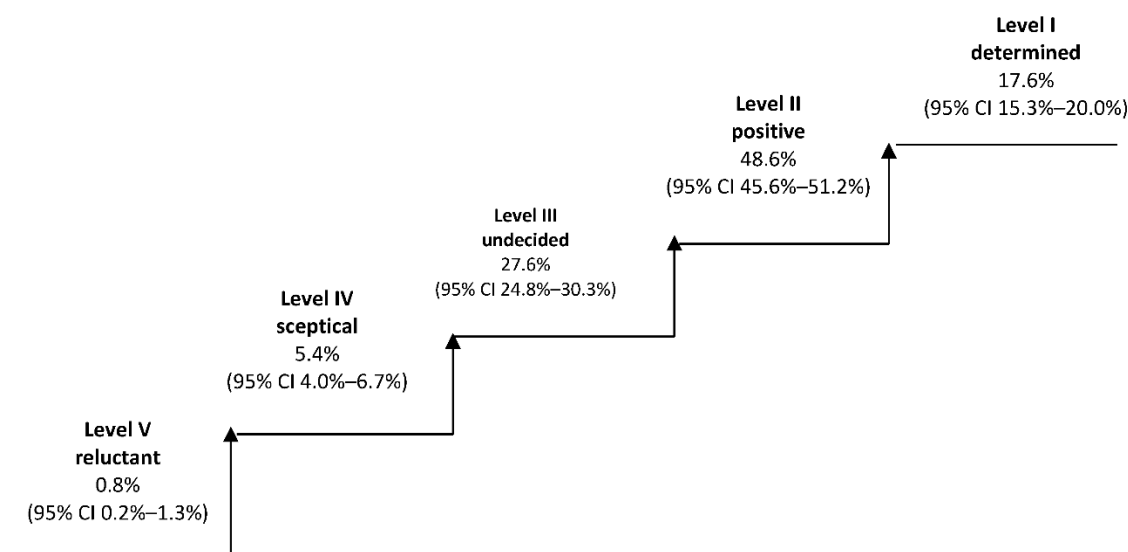 Level I
determined
17.6%
(95% CI 15.3%–20.0%)
Level II
positive
48.6%
(95% CI 45.6%–51.2%)
Level III
undecided
27.6%
(95% CI 24.8%–30.3%)
Level IV
sceptical
5.4%
(95% CI 4.0%–6.7%)
Level V
reluctant
0.8%
(95% CI 0.2%–1.3%)